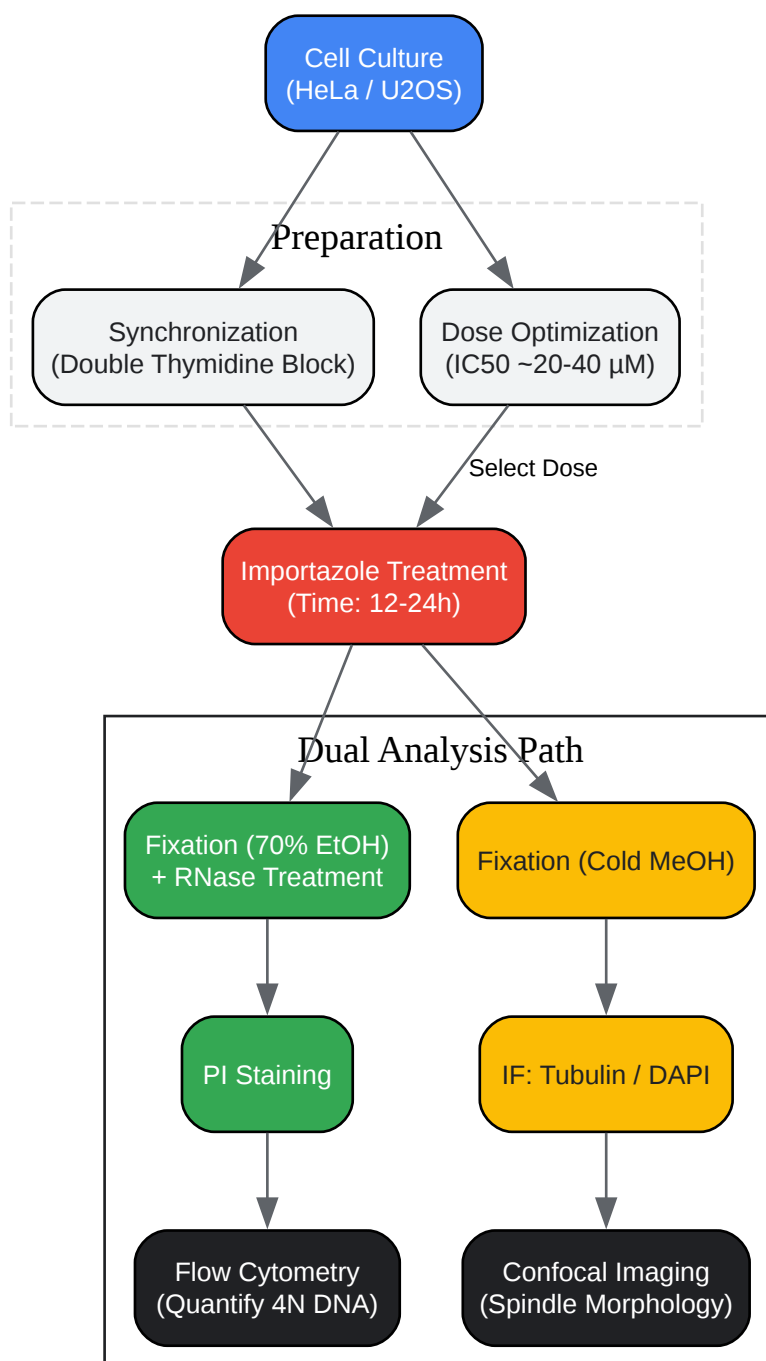 Cell Culture
(HeLa / U2OS)
Preparation
Synchronization
(Double Thymidine Block)
Dose Optimization
(IC50 ~20-40 µM)
Select Dose
Importazole Treatment
(Time: 12-24h)
Dual Analysis Path
Fixation (70% EtOH)
+ RNase Treatment
Fixation (Cold MeOH)
PI Staining
IF: Tubulin / DAPI
Flow Cytometry
(Quantify 4N DNA)
Confocal Imaging
(Spindle Morphology)